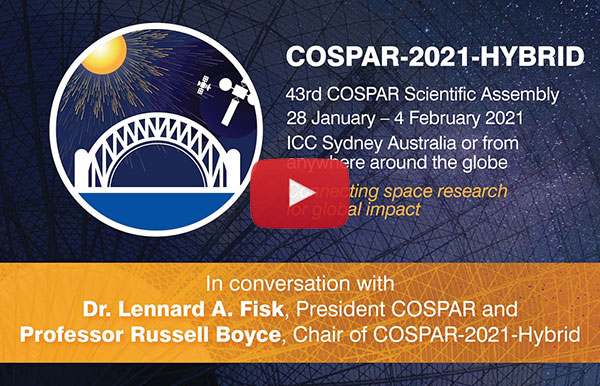 COSPAR-2021-HYBRID
43rd COSPAR Scientific Assembly
28 January – 4 February 2021
ICC Sydney Australia or from
anywhere around the globe
Connecting space research
for global impact
In conversation with
Dr. Lennard A. Fisk, President COSPAR and
Professor Russell Boyce, Chair of COSPAR-2021-Hybrid